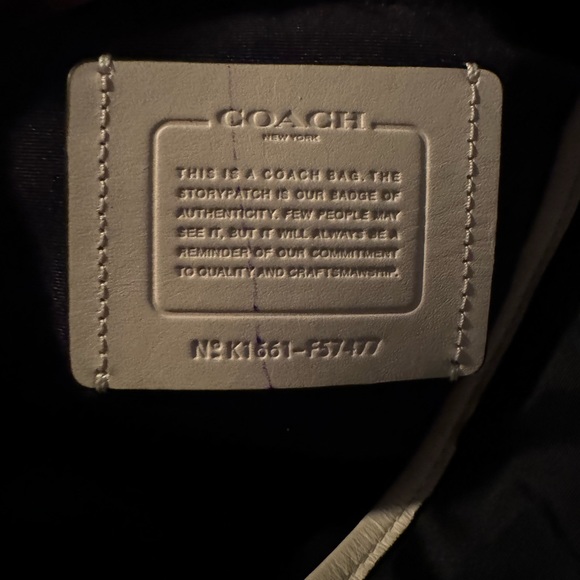 COACH
NEW YORK
THIS IS A COACH BAG. THE
STORYPATCH IS OUR BADGE OF
AUTHENTICITY. FEW PEOPLE MAY
SEE IT, BUT IT WILL ALWAYS BE A
REMINDER OF OUR COMMITMENT
TO QUALITY AND CRAFTSMANSHIP.
Nº K1661-F57477